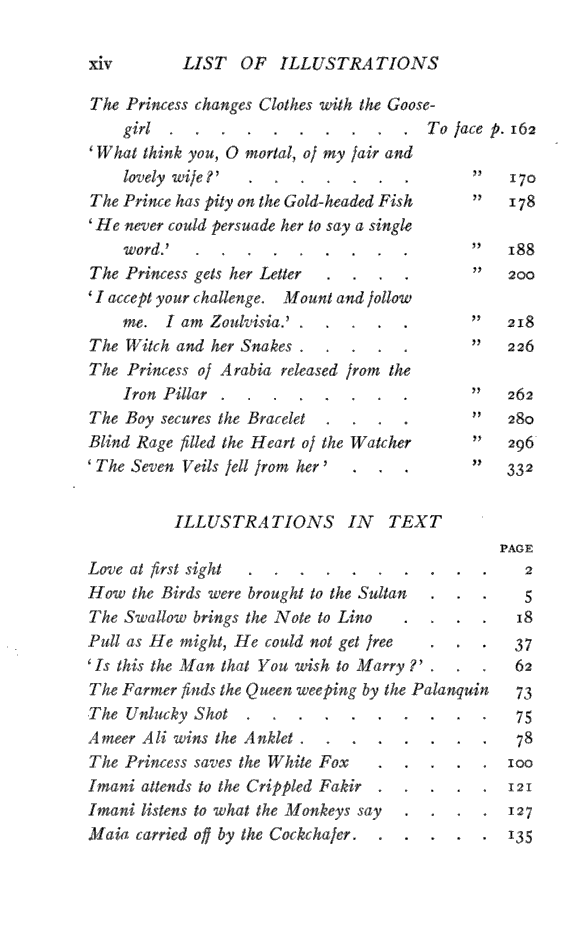 xiv LIST OF ILLUSTRATIONS
The Princess changes Clothes with the Goose-
girl . . . . . . . . . . To face p. 162
‘What think you, O mortal, of my fair and
lovely wife?’ . . . . . . . ” 170
The Prince has pity on the Gold-headed Fish ” 178
‘He never could persuade her to say a single
word.’ . . . . . . . . . ” 188
The Princess gets her Letter . . . . ” 200
‘I accept your challenge. Mount and follow
me. I am Zoulvisia.’ . . . . . ” 218
The Witch and her Snakes . . . . . ” 226
The Princess of Arabia released from the
Iron Pillar . . . . . . . . ” 262
The Boy secures the Bracelet . . . . ” 280
Blind Rage filled the Heart of the Watcher ” 296
‘The Seven Veils fell from her’ . . . ” 332
ILLUSTRATIONS IN TEXT
PAGE
Love at first sight . . . . . . . . . . 2
How the Birds were brought to the Sultan . . . 5
The Swallow brings the Note to Lino . . . . 18
Pull as He might, He could not get free . . . 37
‘Is this the Man that You wish to Marry?’ . . . 62
The Farmer finds the Queen weeping by the Palanquin 73
The Unlucky Shot . . . . . . . . . . 75
Ameer Ali wins the Anklet . . . . . . . . 78
The Princess saves the White Fox . . . . . 100
Imani attends to the Crippled Fakir . . . . . 121
Imani listens to what the Monkeys say . . . . 127
Maia carried off by the Cockchafer. . . . . . 135